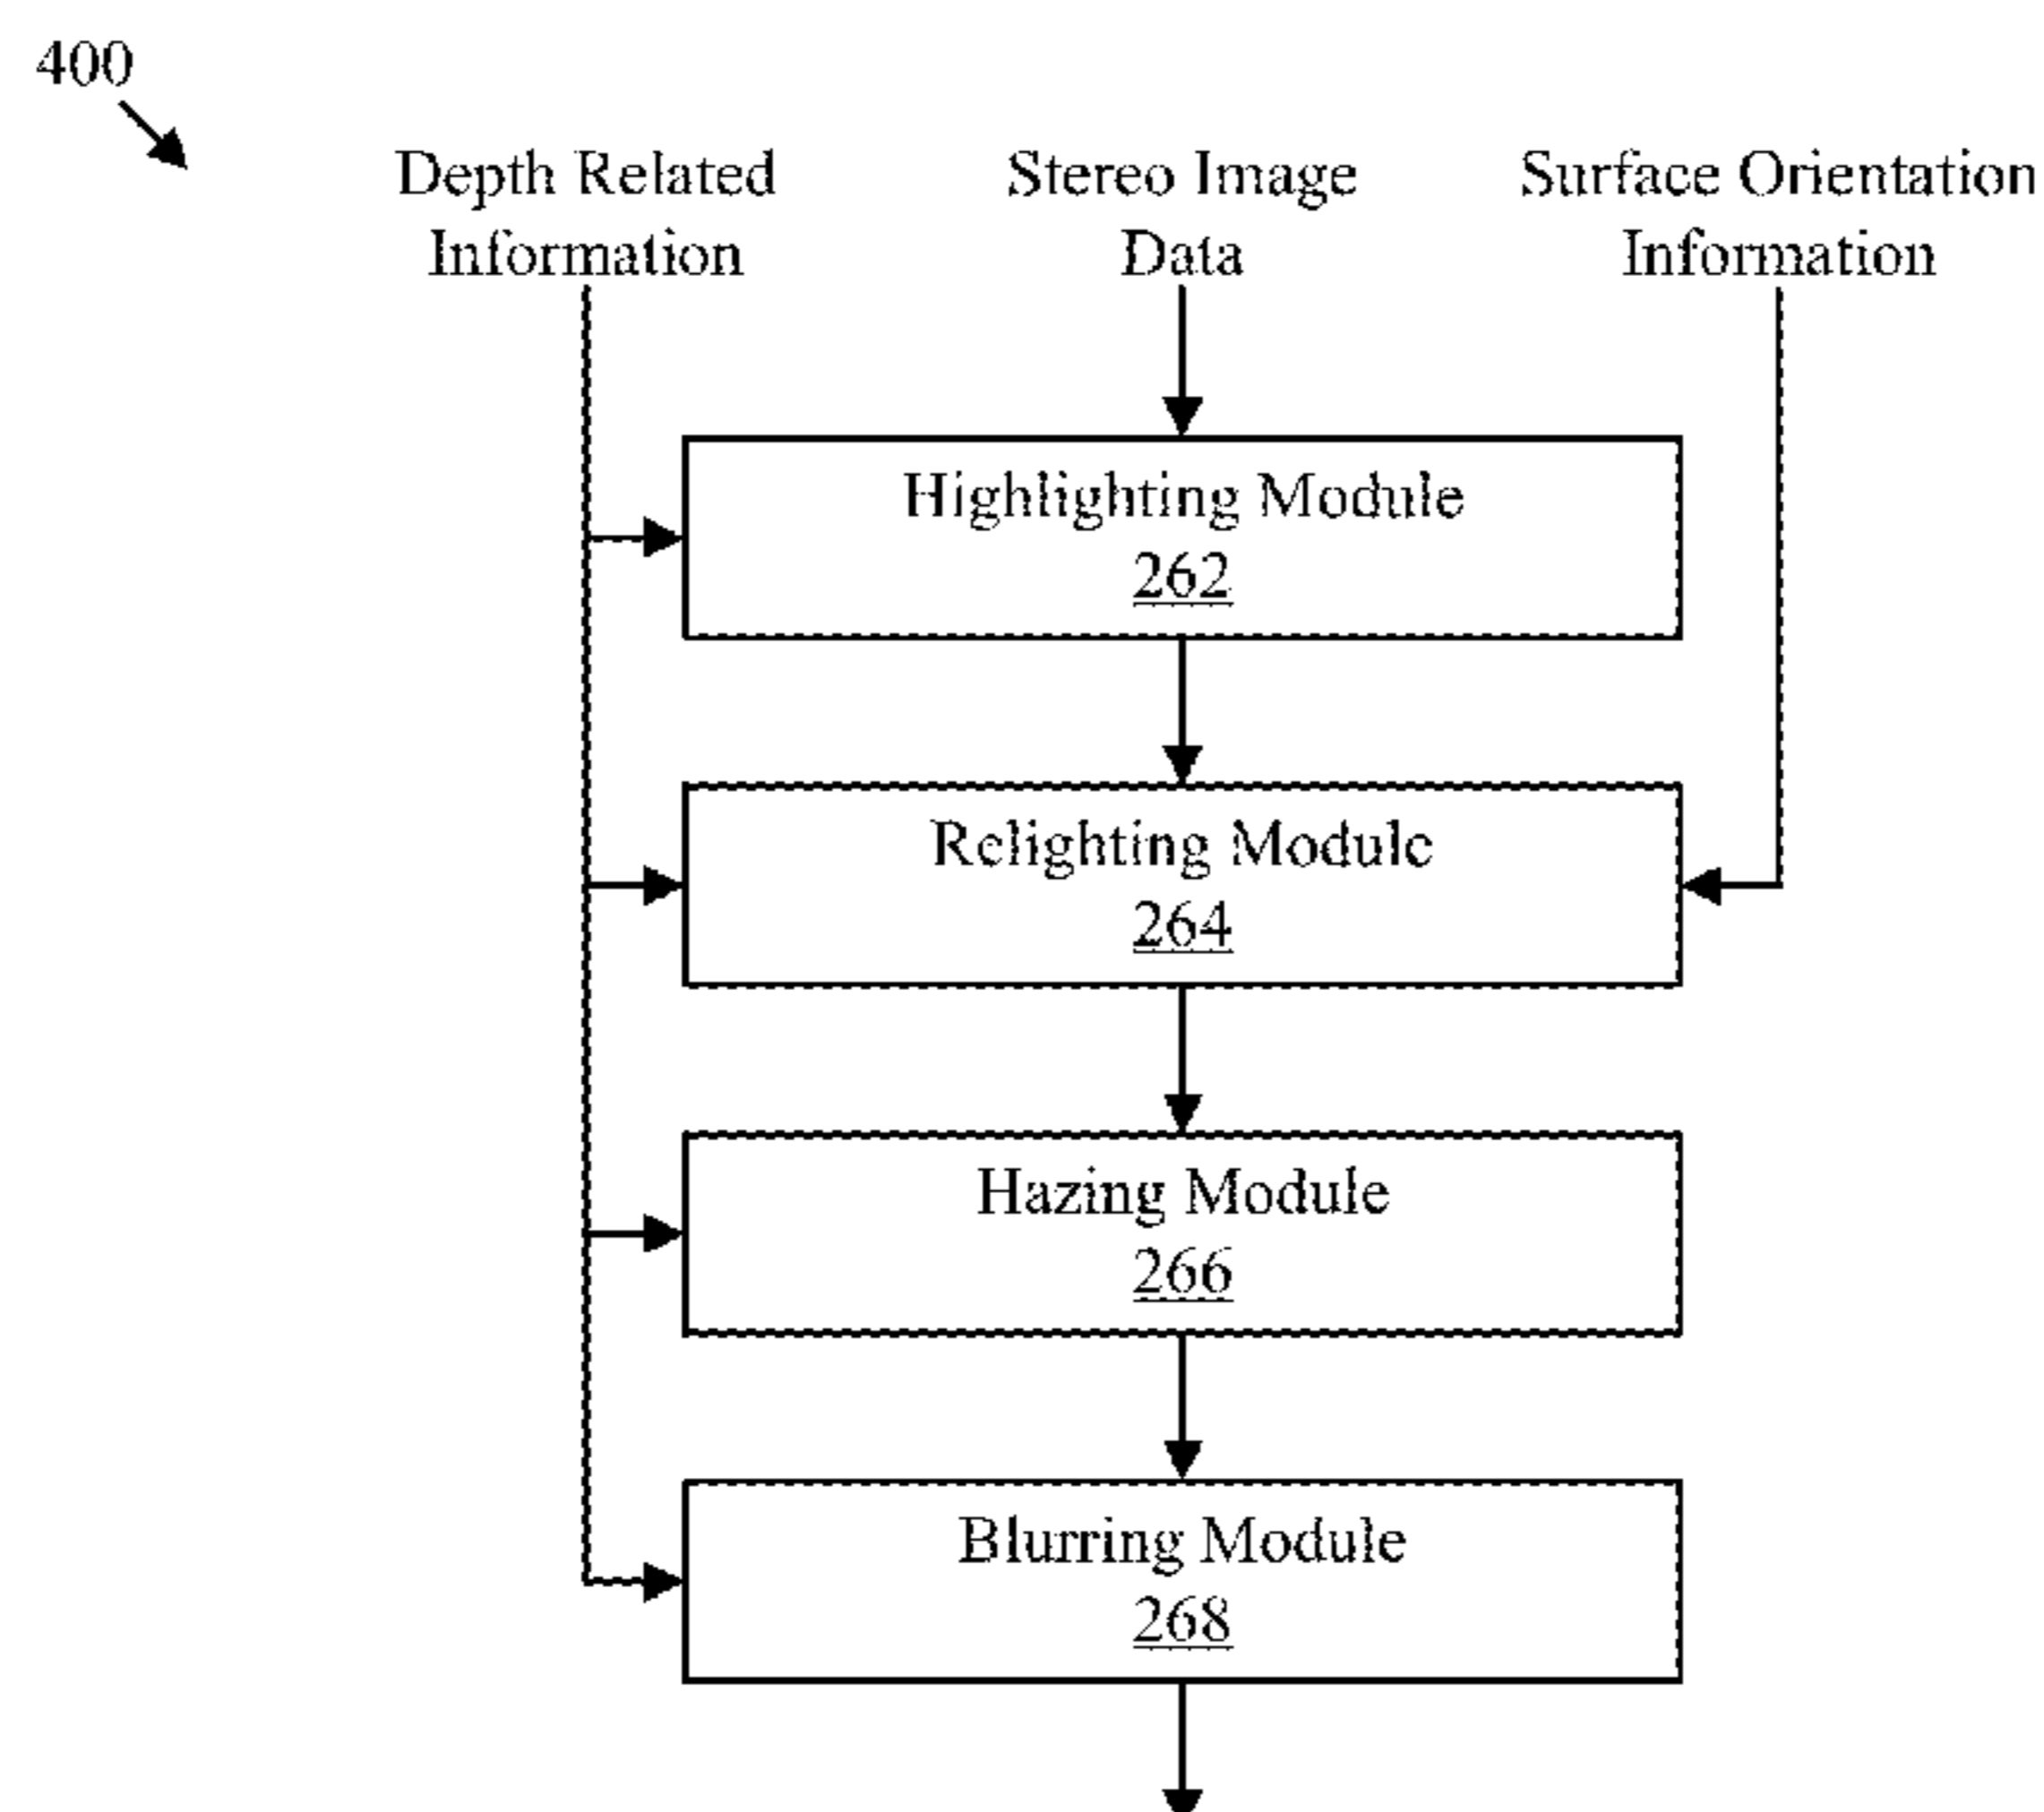 400
Depth Related
Information
Stereo Image
Data
Surface Orientation
Information
Highlighting Module
262
Relighting Module
264
Hazing Module
266
Blurring Module
268